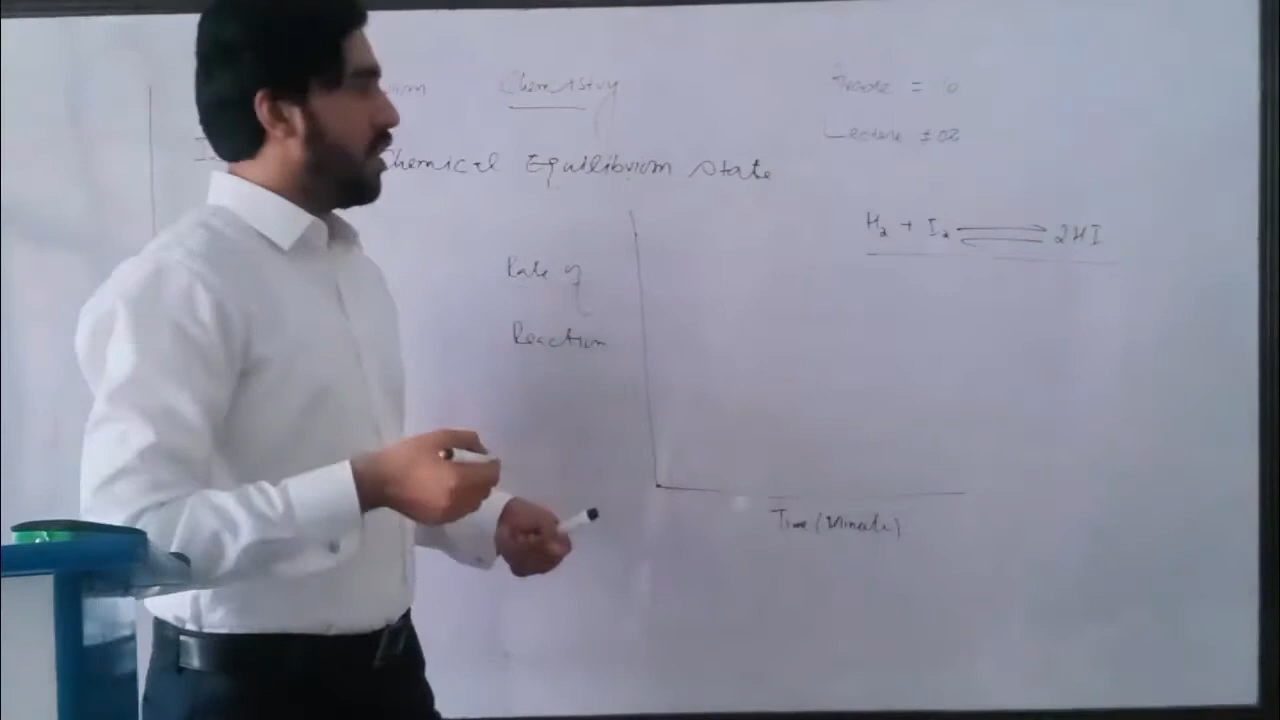 Chemistry
Grade = 10
Lecture # 02
Chemical Equilibrium State
H₂ + I₂ ⇌ 2HI
Rate of
Reaction
Time (Minute)